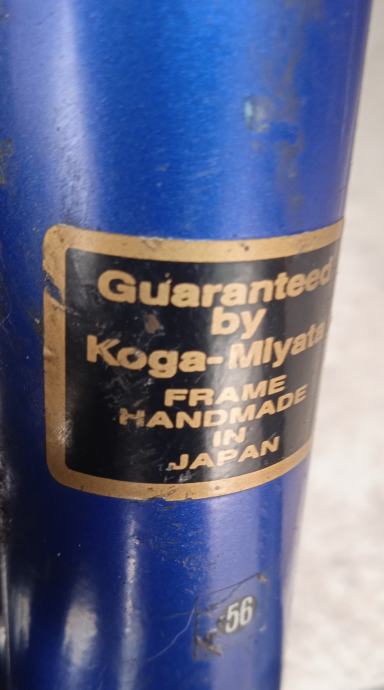 Guaranteed
by
Koga-Miyata
FRAME
HANDMADE
IN
JAPAN
56